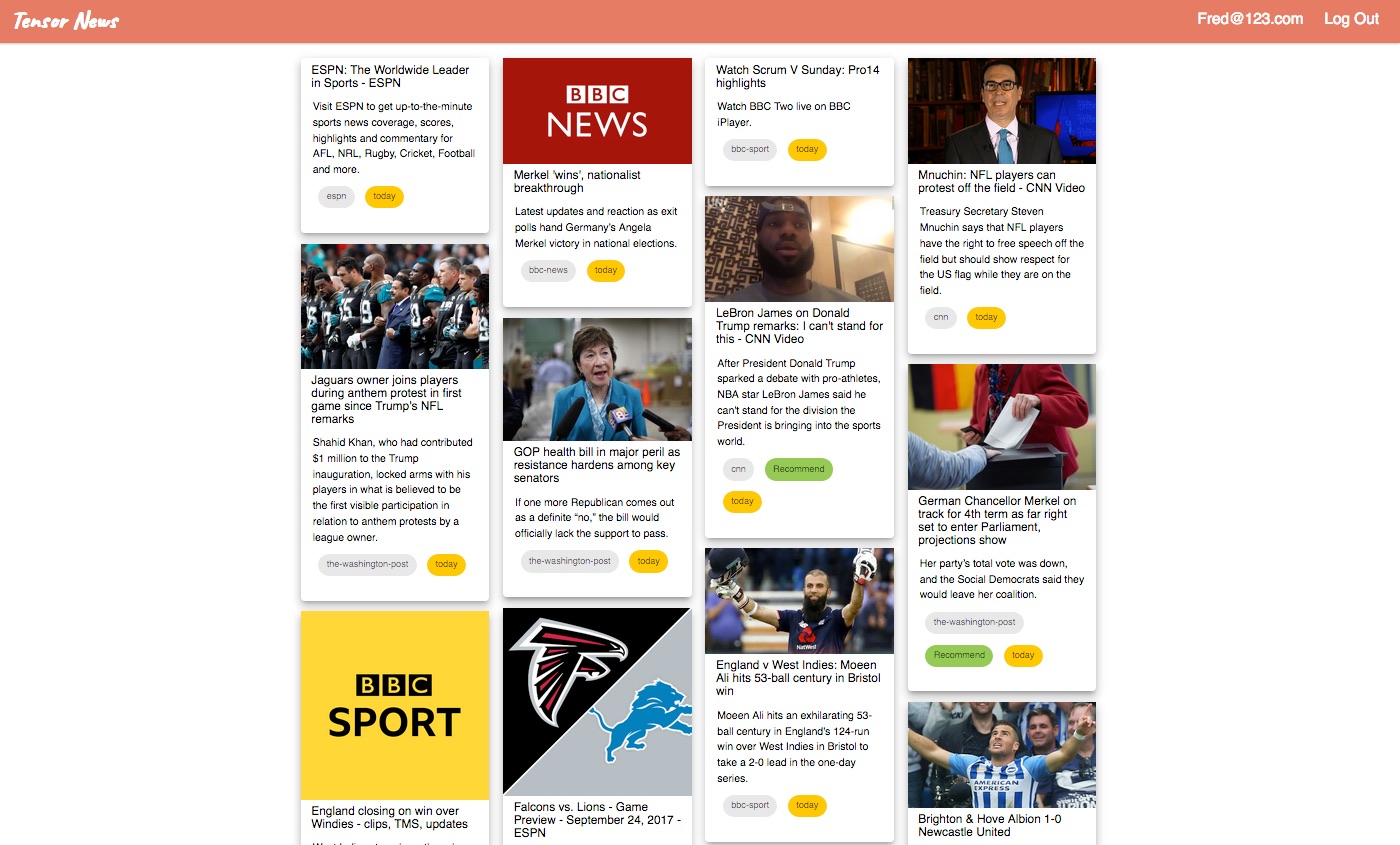 Tensor News
Fred@123.com
Log Out
ESPN: The Worldwide Leader
in Sports - ESPN
Visit ESPN to get up-to-the-minute
sports news coverage, scores,
highlights and commentary for
AFL, NRL, Rugby, Cricket, Football
and more.
espn
today
Jaguars owner joins players
during anthem protest in first
game since Trump's NFL
remarks
Shahid Khan, who had contributed
$1 million to the Trump
inauguration, locked arms with his
players in what is believed to be
the first visible participation in
relation to anthem protests by a
league owner.
the-washington-post
today
BBC
SPORT
England closing on win over
Windies - clips, TMS, updates
BBC
NEWS
Merkel 'wins', nationalist
breakthrough
Latest updates and reaction as exit
polls hand Germany's Angela
Merkel victory in national elections.
bbc-news
today
GOP health bill in major peril as
resistance hardens among key
senators
If one more Republican comes out
as a definite “no,” the bill would
officially lack the support to pass.
the-washington-post
today
Falcons vs. Lions - Game
Preview - September 24, 2017 -
ESPN
Watch Scrum V Sunday: Pro14
highlights
Watch BBC Two live on BBC
iPlayer.
bbc-sport
today
LeBron James on Donald
Trump remarks: I can't stand for
this - CNN Video
After President Donald Trump
sparked a debate with pro-athletes,
NBA star LeBron James said he
can't stand for the division the
President is bringing into the sports
world.
cnn
Recommend
today
NatWest
England v West Indies: Moeen
Ali hits 53-ball century in Bristol
win
Moeen Ali hits an exhilarating 53-
ball century in England's 124-run
win over West Indies in Bristol to
take a 2-0 lead in the one-day
series.
bbc-sport
today
Mnuchin: NFL players can
protest off the field - CNN Video
Treasury Secretary Steven
Mnuchin says that NFL players
have the right to free speech off the
field but should show respect for
the US flag while they are on the
field.
cnn
today
German Chancellor Merkel on
track for 4th term as far right
set to enter Parliament,
projections show
Her party's total vote was down,
and the Social Democrats said they
would leave her coalition.
the-washington-post
Recommend
today
AMERICAN
EXPRESS
Brighton & Hove Albion 1-0
Newcastle United